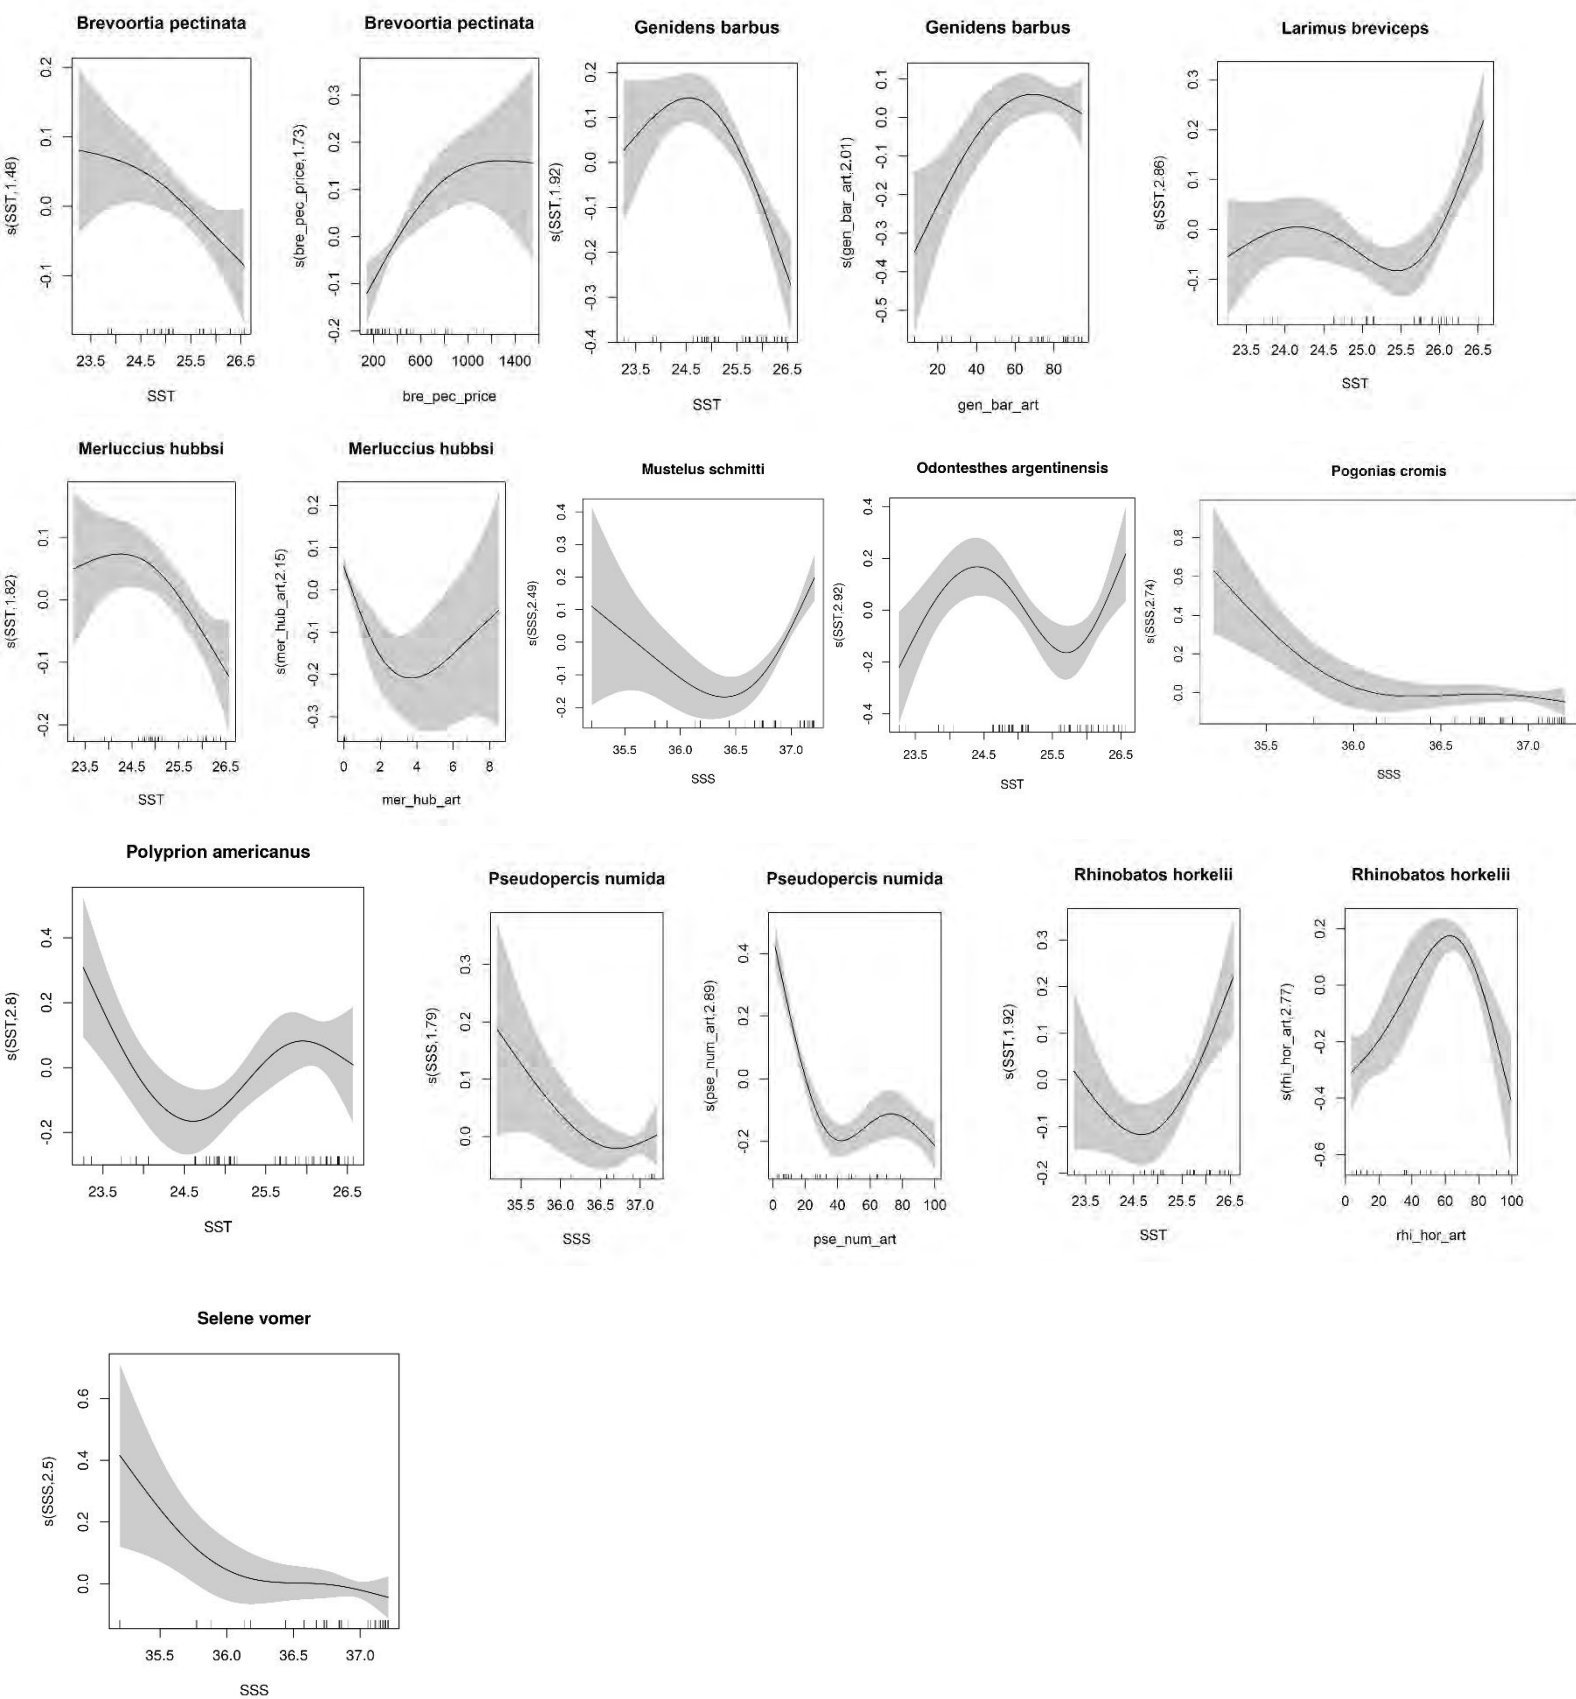 Brevoortia pectinata
s(SST,1.48)
0.2
0.1
0.0
-0.1
23.5 24.5 25.5 26.5
SST
Brevoortia pectinata
s(bre_pec_price,1.73)
0.3
0.2
0.1
0.0
-0.1
-0.2
200 600 1000 1400
bre_pec_price
Genidens barbus
s(SST,1.92)
0.2
0.1
0.0
-0.1
-0.2
-0.3
-0.4
23.5 24.5 25.5 26.5
SST
Genidens barbus
s(gen_bar_art,2.01)
0.1
0.0
-0.1
-0.2
-0.3
-0.4
-0.5
20 40 60 80
gen_bar_art
Larimus breviceps
s(SST,2.86)
0.3
0.2
0.1
0.0
-0.1
23.5 24.0 24.5 25.0 25.5 26.0 26.5
SST
Merluccius hubbsi
s(SST,1.82)
0.1
0.0
-0.1
-0.2
23.5 24.5 25.5 26.5
SST
Merluccius hubbsi
s(mer_hub_art,2.15)
0.2
0.1
0.0
-0.1
-0.2
-0.3
0 2 4 6 8
mer_hub_art
Mustelus schmitti
s(SSS,2.49)
0.4
0.3
0.2
0.1
0.0
-0.1
-0.2
35.5 36.0 36.5 37.0
SSS
Odontesthes argentinensis
s(SST,2.92)
0.4
0.2
0.0
-0.2
-0.4
23.5 24.5 25.5 26.5
SST
Pogonias cromis
s(SSS,2.74)
0.8
0.6
0.4
0.2
0.0
35.5 36.0 36.5 37.0
SSS
Polyprion americanus
s(SST,2.8)
0.4
0.2
0.0
-0.2
23.5 24.5 25.5 26.5
SST
Pseudopercis numida
s(SSS,1.79)
0.3
0.2
0.1
0.0
35.5 36.0 36.5 37.0
SSS
Pseudopercis numida
s(pse_num_art,2.89)
0.4
0.2
0.0
-0.2
0 20 40 60 80 100
pse_num_art
Rhinobatos horkelii
s(SST,1.92)
0.3
0.2
0.1
0.0
-0.1
-0.2
23.5 24.5 25.5 26.5
SST
Rhinobatos horkelii
s(rhi_hor_art,2.77)
0.2
0.0
-0.2
-0.4
-0.6
0 20 40 60 80 100
rhi_hor_art
Selene vomer
s(SSS,2.5)
0.6
0.4
0.2
0.0
35.5 36.0 36.5 37.0
SSS